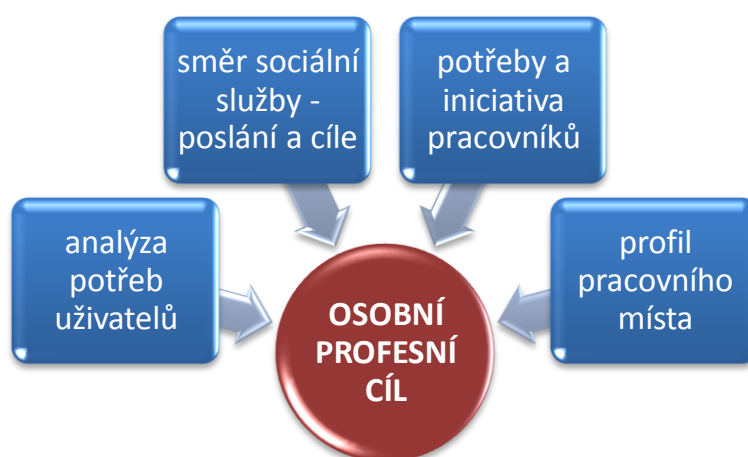 směr sociální
služby -
poslání a cíle
potřeby a
iniciativa
pracovníků
analýza
potřeb
uživatelů
profil
pracovního
místa
OSOBNÍ
PROFESNÍ
CÍL